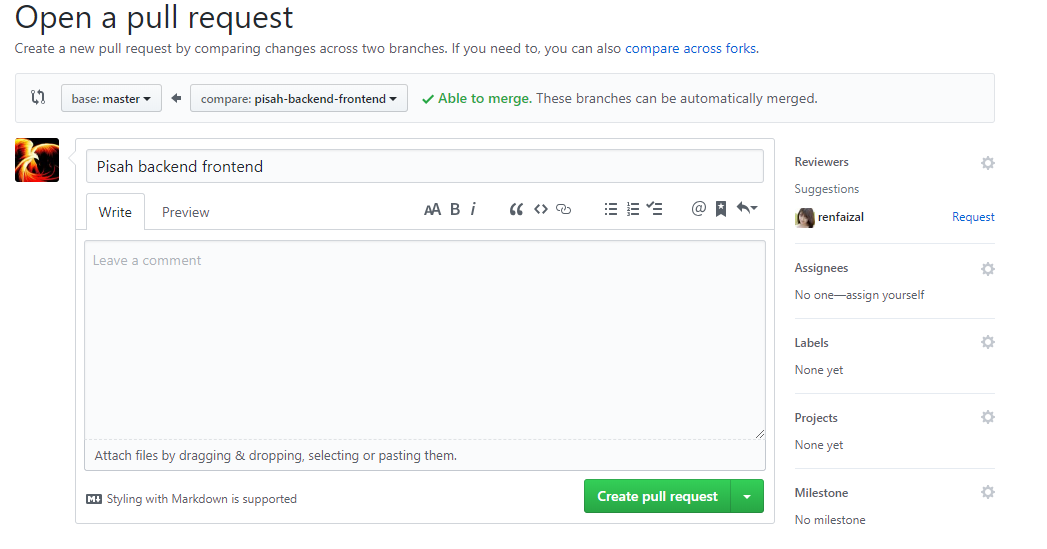 Open a pull request
Create a new pull request by comparing changes across two branches. If you need to, you can also compare across forks.
base: master
compare: pisah-backend-frontend
Able to merge. These branches can be automatically merged.
Pisah backend frontend
Write
Preview
AA B i
@
Leave a comment
Attach files by dragging & dropping, selecting or pasting them.
Styling with Markdown is supported
Create pull request
Reviewers
Suggestions
renfaizal
Request
Assignees
No one—assign yourself
Labels
None yet
Projects
None yet
Milestone
No milestone